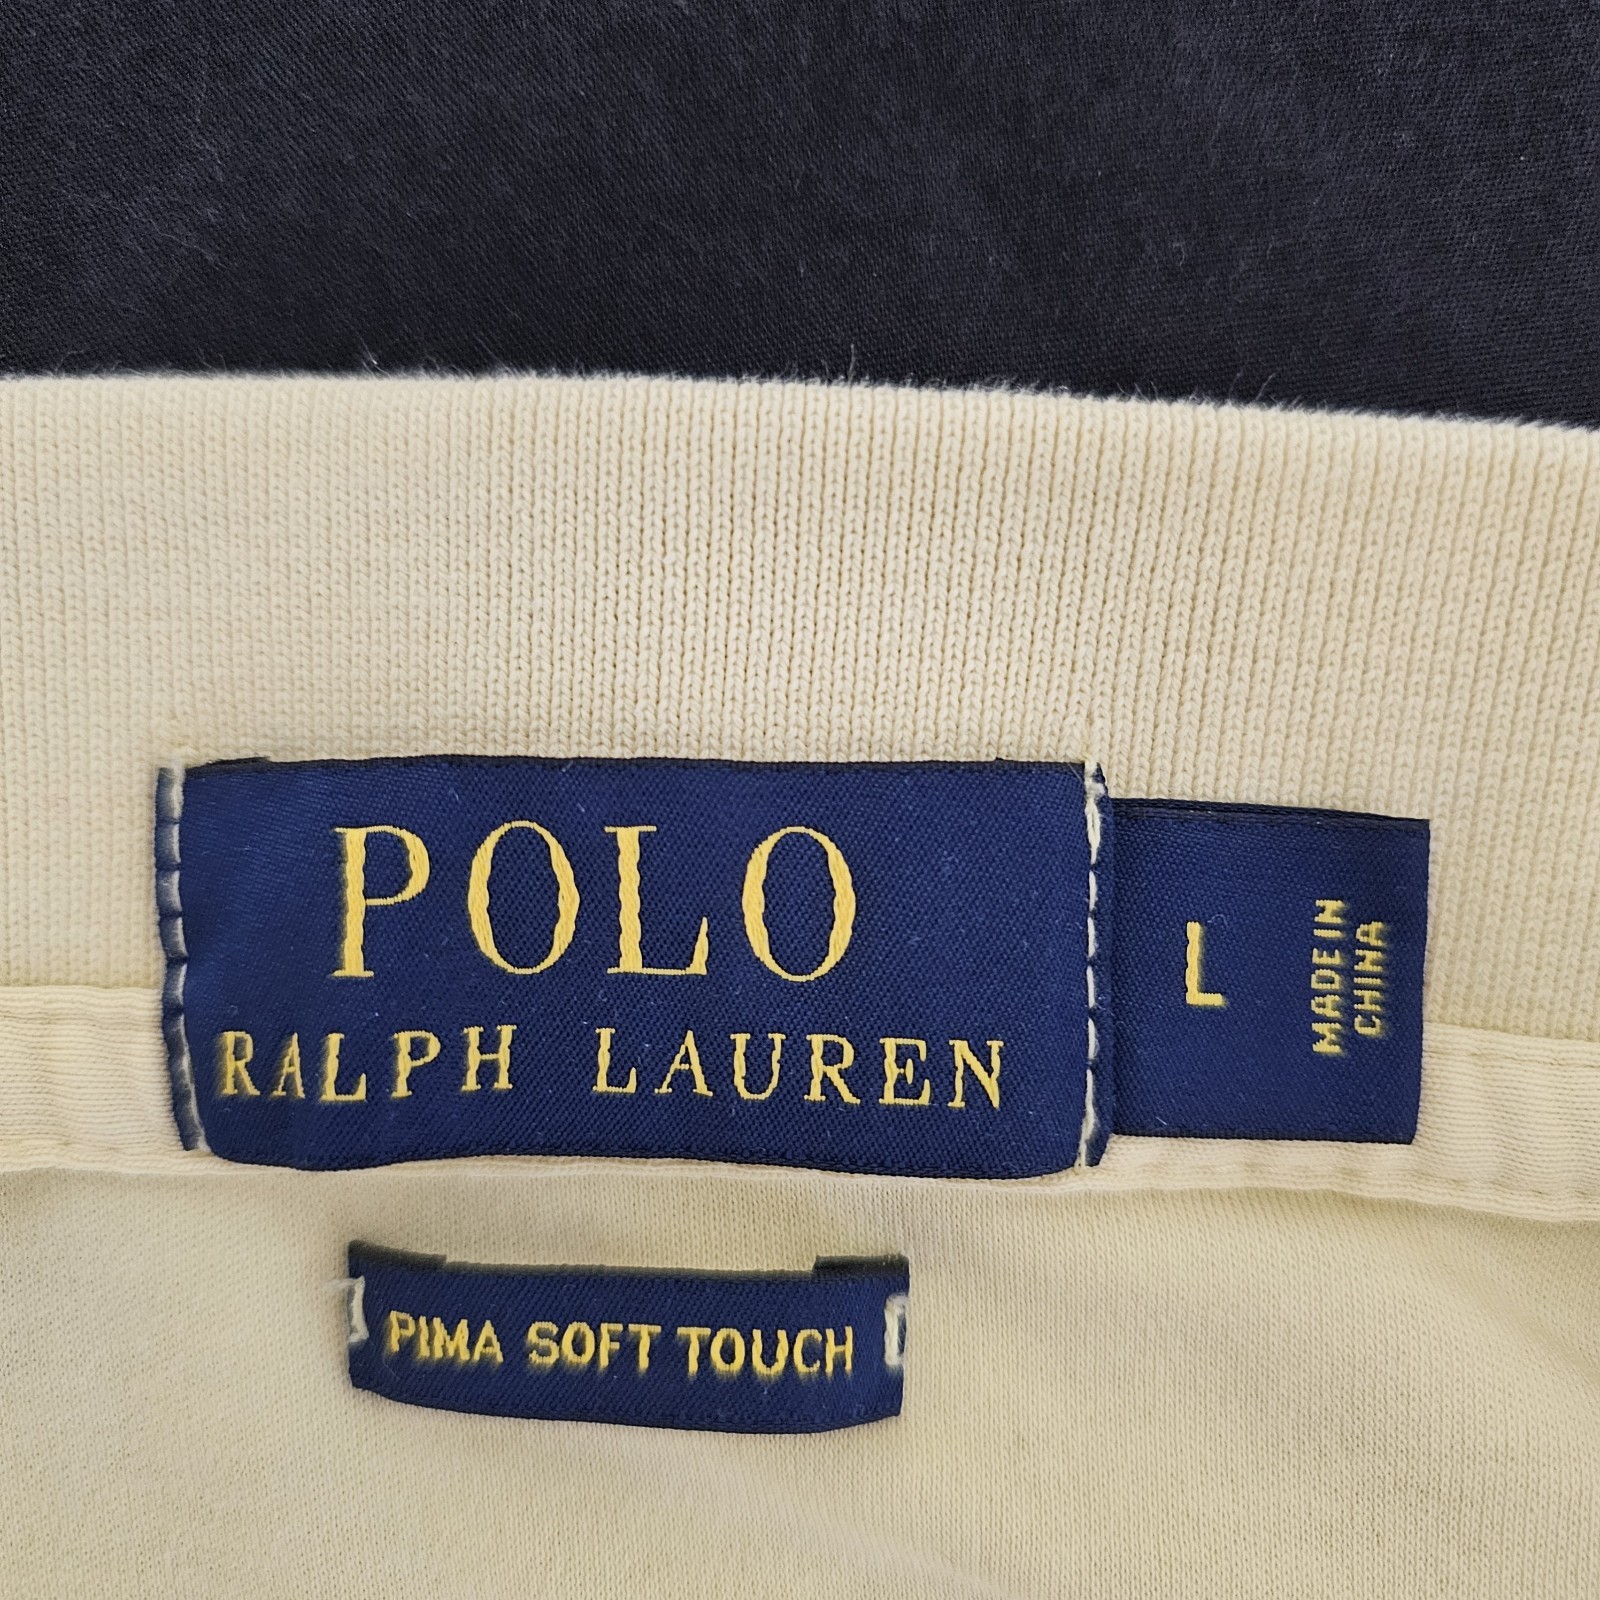 POLO
RALPH LAUREN
L
MADE IN
CHINA
PIMA SOFT TOUCH